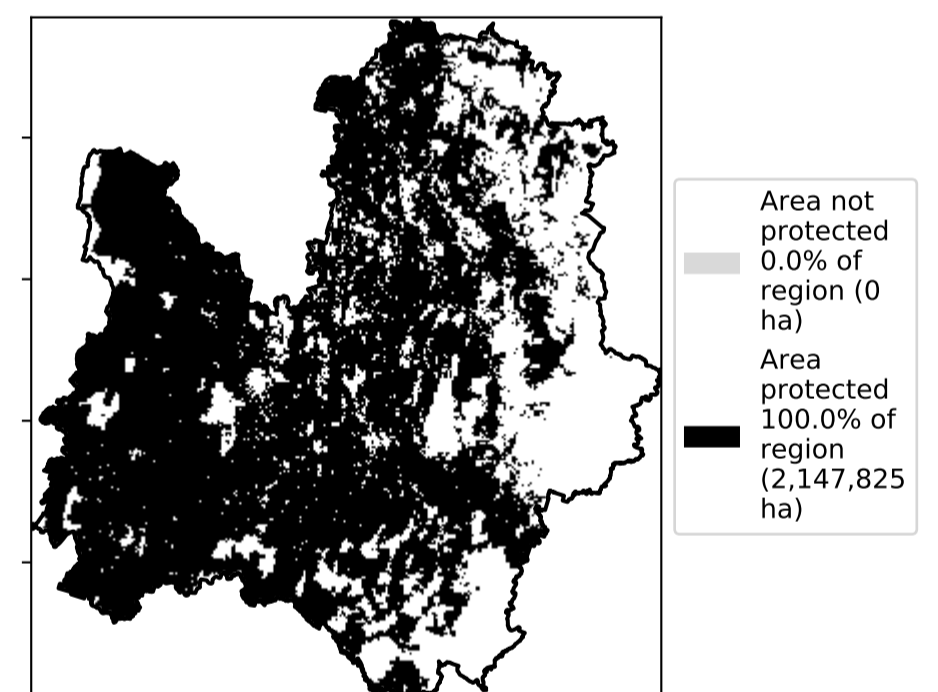 Area not
protected
0.0% of
region (0
ha)
Area
protected
100.0% of
region
(2,147,825
ha)